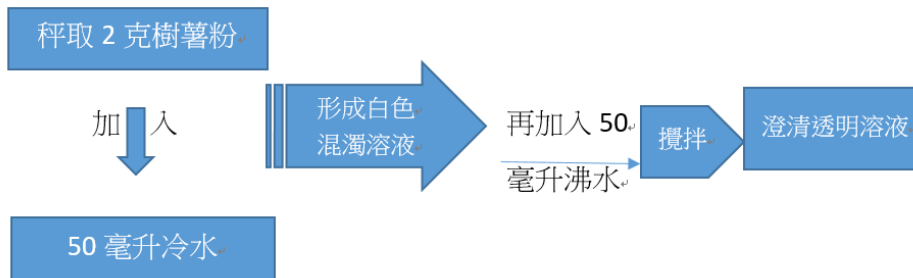 秤取 2 克樹薯粉
加 入
50 毫升冷水
形成白色
混濁溶液
再加入 50
毫升沸水
攪拌
澄清透明溶液